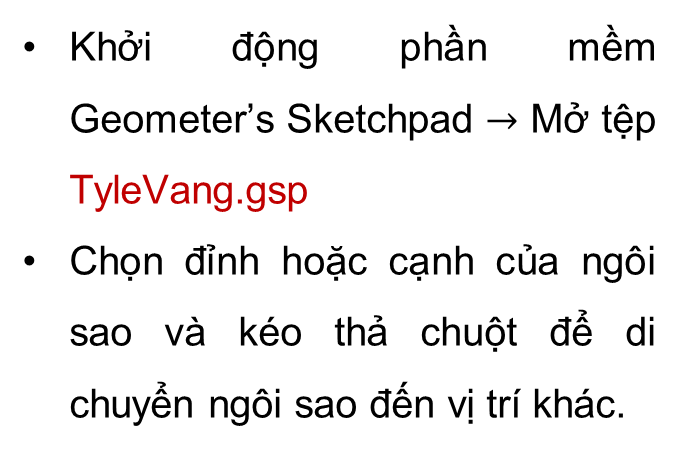 • Khởi động phần mềm
Geometer’s Sketchpad → Mở tệp
TyleVang.gsp
• Chọn đỉnh hoặc cạnh của ngôi
sao và kéo thả chuột để di
chuyển ngôi sao đến vị trí khác.